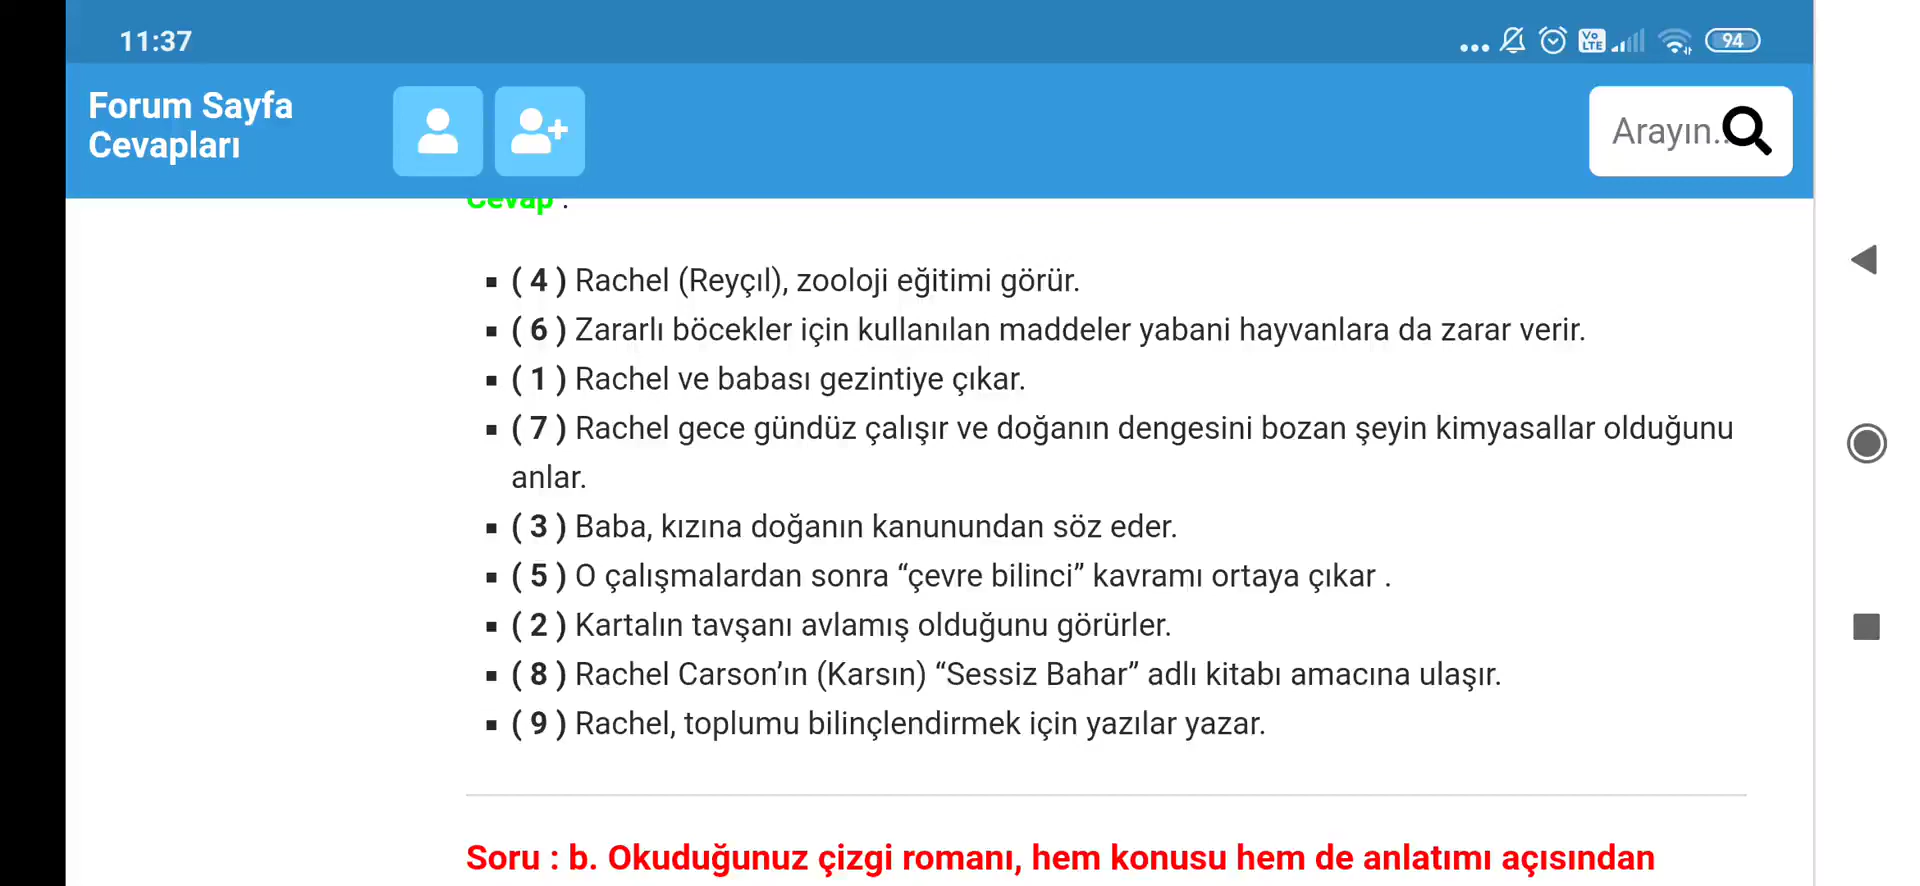 11:37
Vo LTE
94
Forum Sayfa
Cevapları
Arayın..
Cevap :
( 4 ) Rachel (Reyçıl), zooloji eğitimi görür.
( 6 ) Zararlı böcekler için kullanılan maddeler yabani hayvanlara da zarar verir.
( 1 ) Rachel ve babası gezintiye çıkar.
( 7 ) Rachel gece gündüz çalışır ve doğanın dengesini bozan şeyin kimyasallar olduğunu
anlar.
( 3 ) Baba, kızına doğanın kanunundan söz eder.
( 5 ) O çalışmalardan sonra “çevre bilinci” kavramı ortaya çıkar .
( 2 ) Kartalın tavşanı avlamış olduğunu görürler.
( 8 ) Rachel Carson’ın (Karsın) “Sessiz Bahar” adlı kitabı amacına ulaşır.
( 9 ) Rachel, toplumu bilinçlendirmek için yazılar yazar.
Soru : b. Okuduğunuz çizgi romanı, hem konusu hem de anlatımı açısından